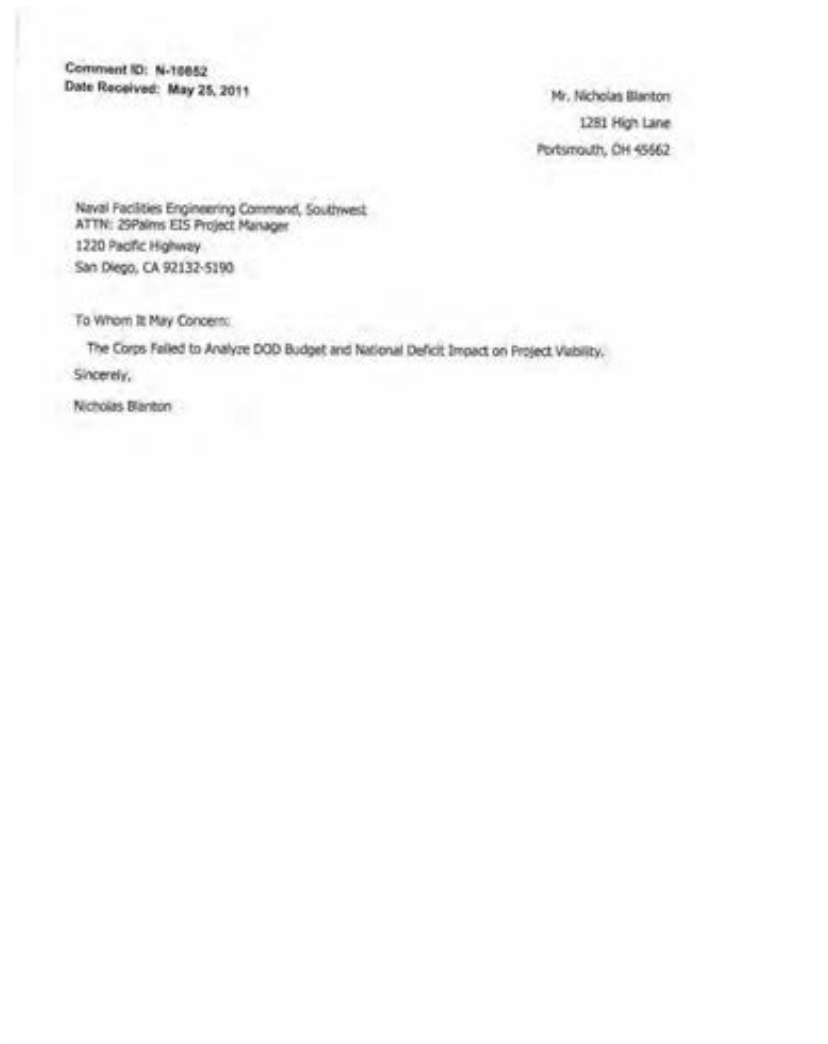 Comment ID: N-16652
Date Received: May 25, 2011
Mr. Nicholas Blanton
1281 High Lane
Portsmouth, OH 45662
Naval Facilities Engineering Command, Southwest
ATTN: 29Palms EIS Project Manager
1220 Pacific Highway
San Diego, CA 92132-5190
To Whom It May Concern:
The Corps Failed to Analyze DOD Budget and National Deficit Impact on Project Viability.
Sincerely,
Nicholas Blanton